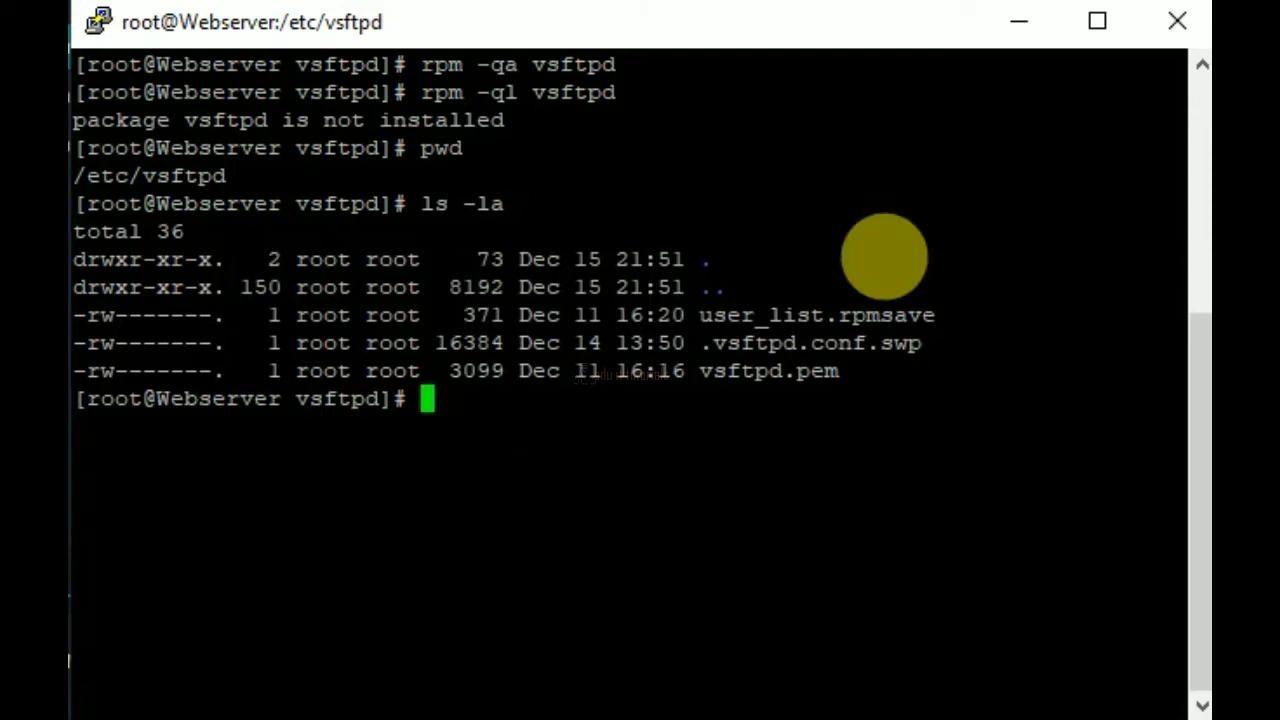 root@Webserver:/etc/vsftpd
[root@Webserver vsftpd]# rpm -qa vsftpd
[root@Webserver vsftpd]# rpm -ql vsftpd
package vsftpd is not installed
[root@Webserver vsftpd]# pwd
/etc/vsftpd
[root@Webserver vsftpd]# ls -la
total 36
drwxr-xr-x.   2 root root    73 Dec 15 21:51 .
drwxr-xr-x. 150 root root  8192 Dec 15 21:51 ..
-rw-------.   1 root root   371 Dec 11 16:20 user_list.rpmsave
-rw-------.   1 root root 16384 Dec 14 13:50 .vsftpd.conf.swp
-rw-------.   1 root root  3099 Dec 11 16:16 vsftpd.pem
[root@Webserver vsftpd]#